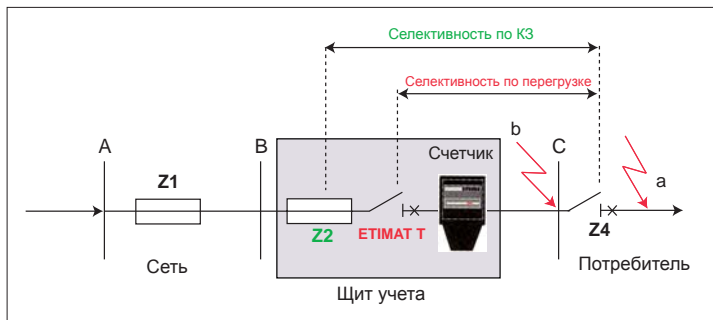 Селективность по КЗ
Селективность по перегрузке
A
B
Счетчик
b
C
a
Z1
Z2
ETIMAT T
Z4
Сеть
Потребитель
Щит учета